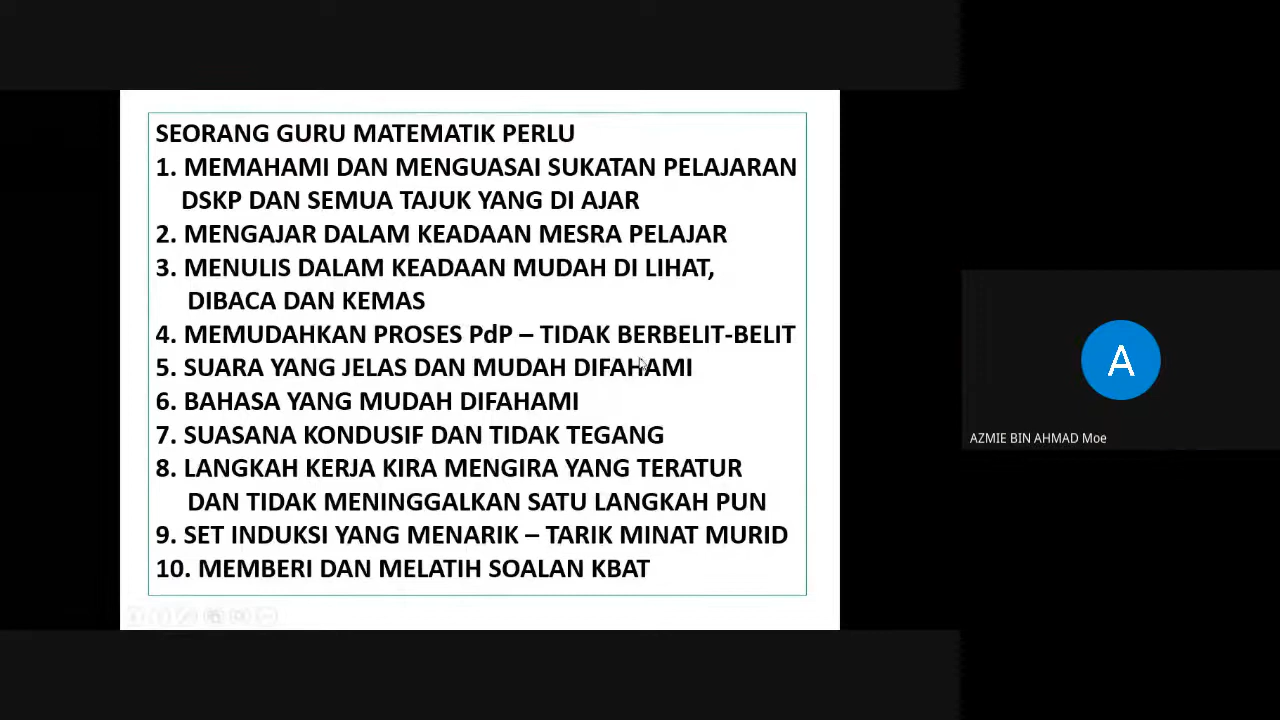 SEORANG GURU MATEMATIK PERLU
1. MEMAHAMI DAN MENGUASAI SUKATAN PELAJARAN
DSKP DAN SEMUA TAJUK YANG DI AJAR
2. MENGAJAR DALAM KEADAAN MESRA PELAJAR
3. MENULIS DALAM KEADAAN MUDAH DI LIHAT,
DIBACA DAN KEMAS
4. MEMUDAHKAN PROSES PdP – TIDAK BERBELIT-BELIT
5. SUARA YANG JELAS DAN MUDAH DIFAHAMI
6. BAHASA YANG MUDAH DIFAHAMI
7. SUASANA KONDUSIF DAN TIDAK TEGANG
8. LANGKAH KERJA KIRA MENGIRA YANG TERATUR
DAN TIDAK MENINGGALKAN SATU LANGKAH PUN
9. SET INDUKSI YANG MENARIK – TARIK MINAT MURID
10. MEMBERI DAN MELATIH SOALAN KBAT
A
AZMIE BIN AHMAD Moe